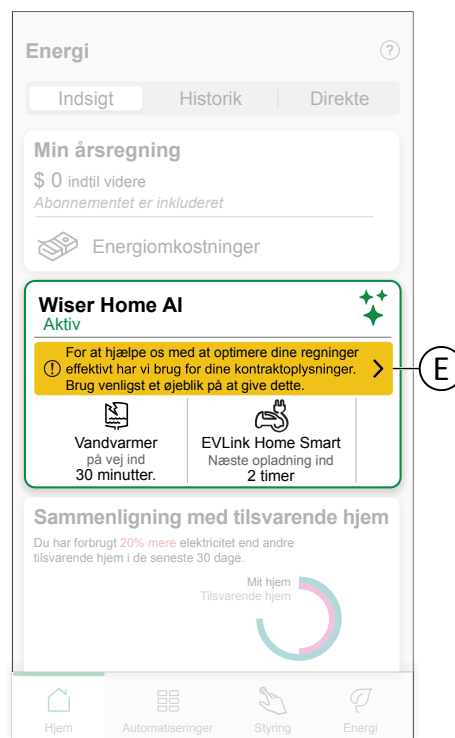 Energi
?
Indsigt Historik Direkte
Min årsregning
$ 0 indtil videre
Abonnementet er inkluderet
Energiomkostninger
Wiser Home AI
Aktiv
For at hjælpe os med at optimere dine regninger
effektivt har vi brug for dine kontraktoplysninger.
Brug venligst et øjeblik på at give dette.
E
Vandvarmer
på vej ind
30 minutter.
EVLink Home Smart
Næste opladning ind
2 timer
Sammenligning med tilsvarende hjem
Du har forbrugt 20% mere elektricitet end andre
tilsvarende hjem i de seneste 30 dage.
Mit hjem
Tilsvarende hjem
Hjem Automatiseringer Styring Energi